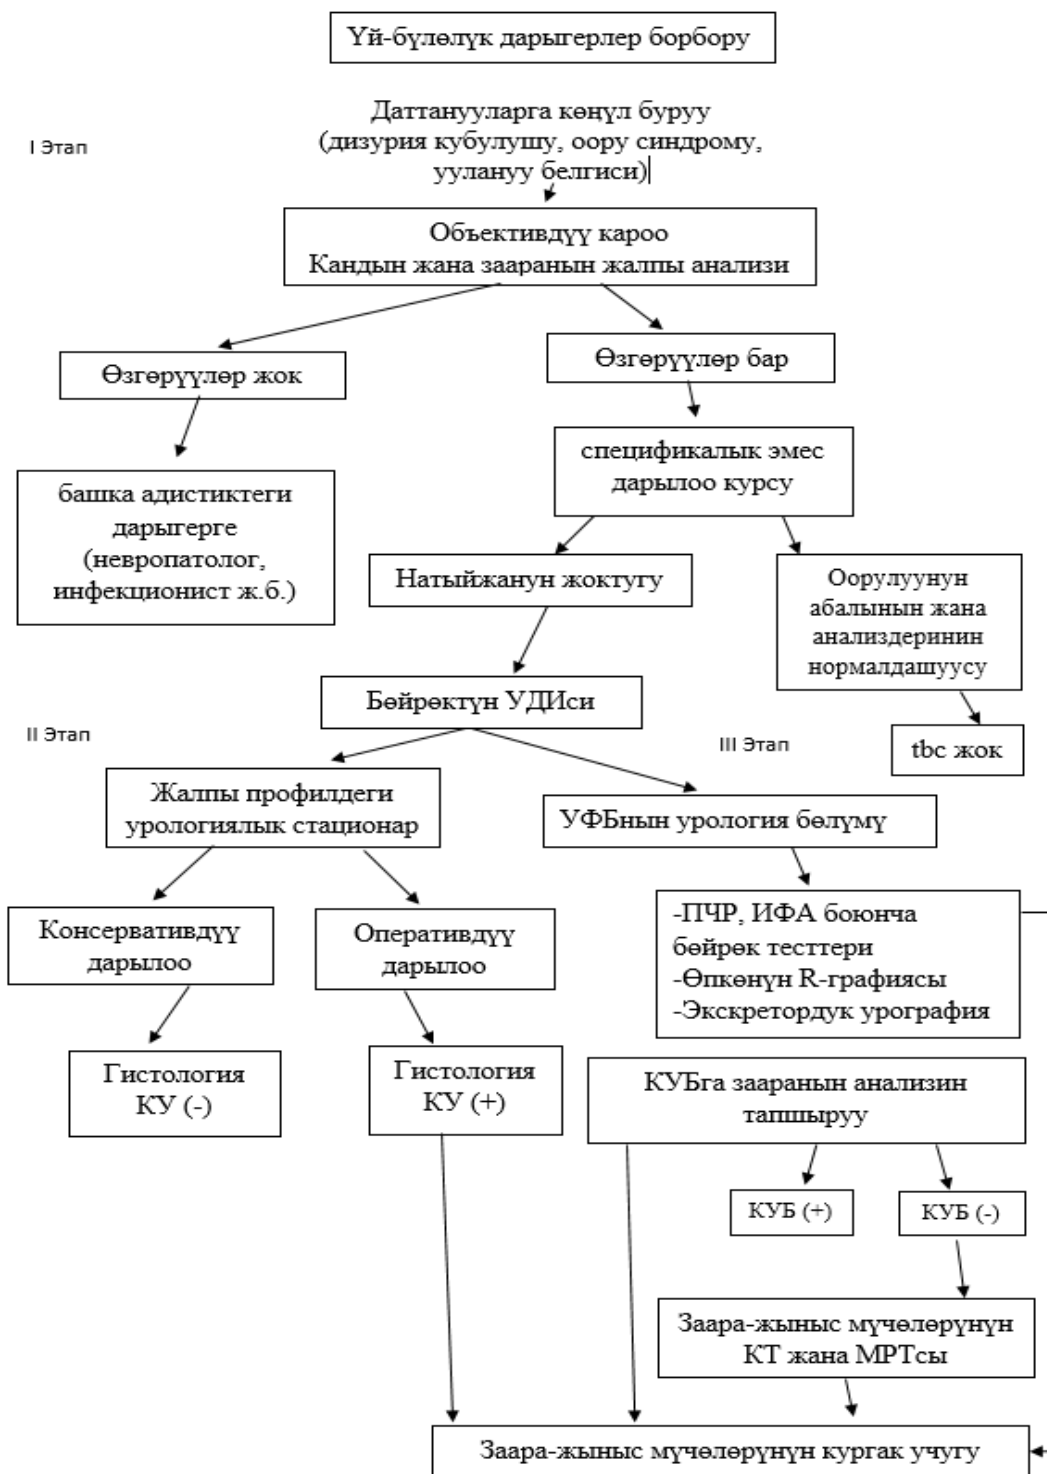 Үй-бүлөлүк дарыгерлер борбору
I Этап
Даттанууларга көңүл буруу
(дизурия кубулушу, оору синдрому,
уулануу белгиси)
Объективдүү кароо
Кандын жана зааранын жалпы анализи
Өзгөрүүлөр жок
Өзгөрүүлөр бар
башка адистиктеги
дарыгерге
(невропатолог,
инфекционист ж.б.)
спецификалык эмес
дарылоо курсу
Натыйжанун жоктугу
Оорулуунун
абалынын жана
анализдеринин
нормалдашуусу
Бөйрөктүн УДИси
tbc жок
II Этап
III Этап
Жалпы профилдеги
урологиялык стационар
УФБнын урология бөлүмү
Консервативдүү
дарылоо
Оперативдүү
дарылоо
-ПЧР, ИФА боюнча
бөйрөк тесттери
-Өпкөнүн R-графиясы
-Экскретордук урография
Гистология
КУ (-)
Гистология
КУ (+)
КУБга зааранын анализин
тапшыруу
КУБ (+)
КУБ (-)
Заара-жыныс мүчөлөрүнүн
КТ жана МРТсы
Заара-жыныс мүчөлөрүнүн кургак учугу